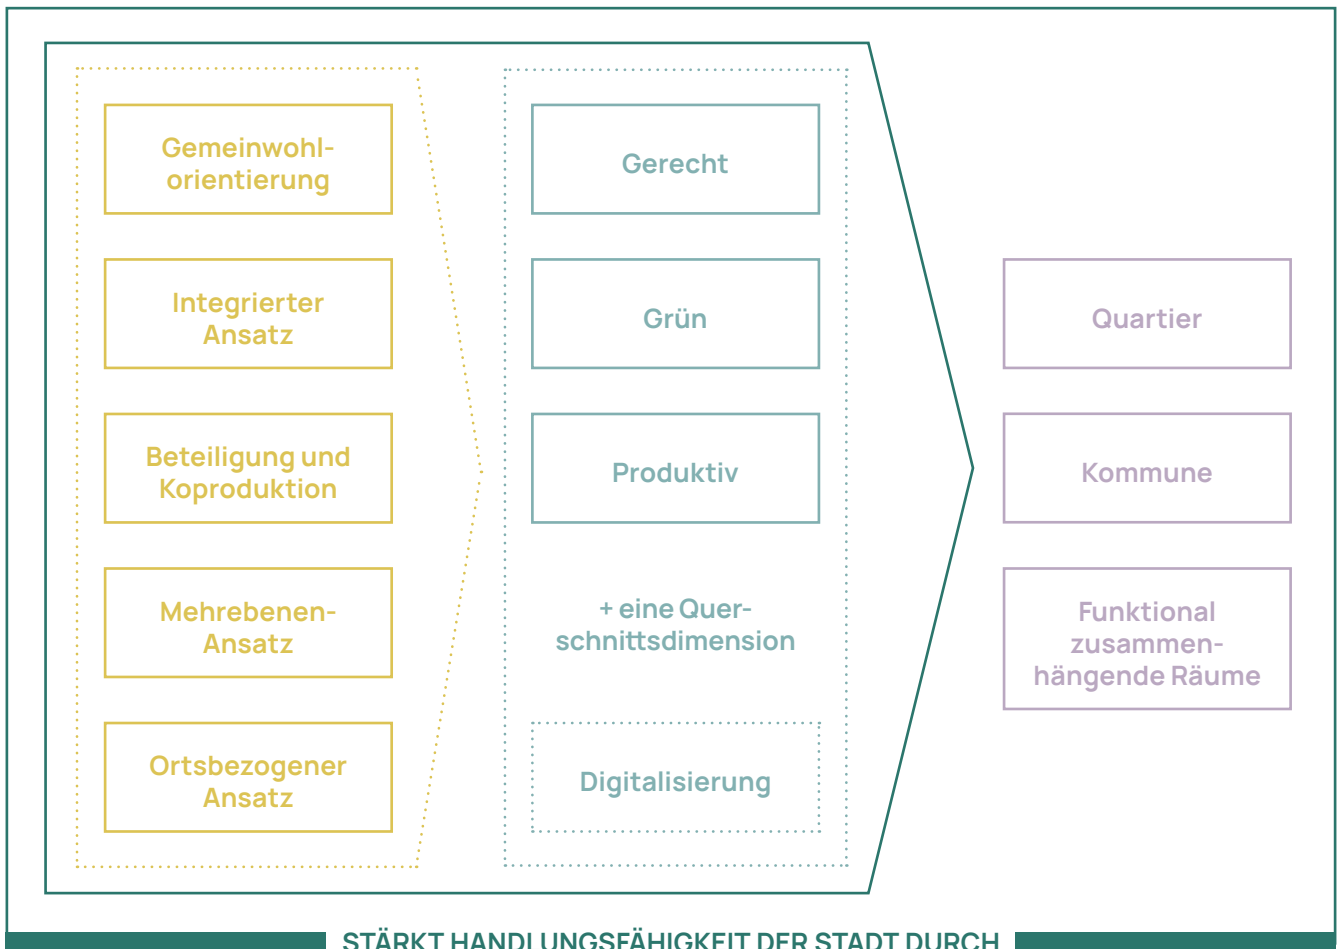 Gemeinwohl-
orientierung
Integrierter
Ansatz
Beteiligung und
Koproduktion
Mehrebenen-
Ansatz
Ortsbezogener
Ansatz
Gerecht
Grün
Produktiv
+ eine Quer-
schnittsdimension
Digitalisierung
Quartier
Kommune
Funktional
zusammen-
hängende Räume
STÄRKT HANDLUNGSFÄHIGKEIT DER STADT DURCH